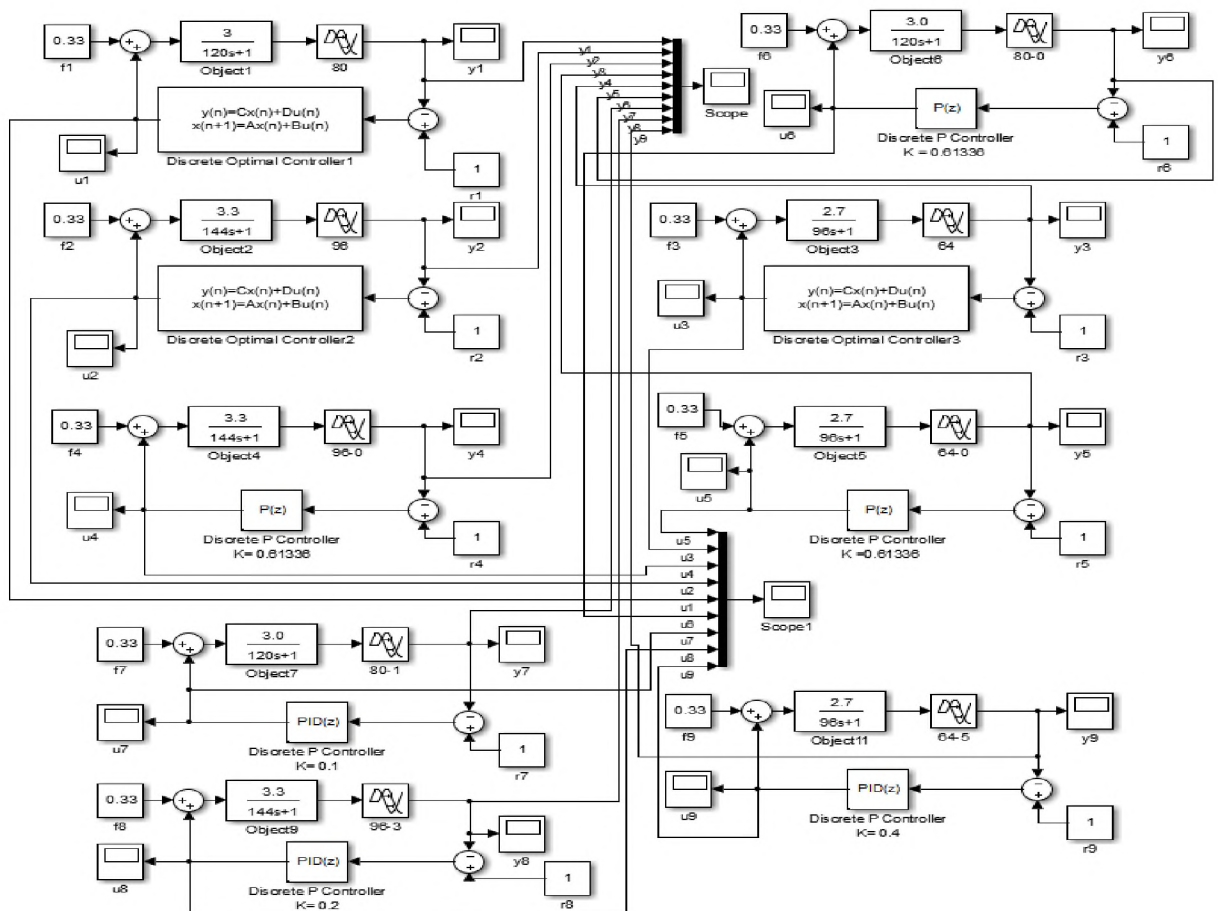 0.33
f1
3
120s+1
Object1
80
y1
y(n)=Cx(n)+Du(n)
x(n+1)=Ax(n)+Bu(n)
Discrete Optimal Controller1
u1
1
r1
0.33
f2
3.3
144s+1
Object2
96
y2
y(n)=Cx(n)+Du(n)
x(n+1)=Ax(n)+Bu(n)
Discrete Optimal Controller2
u2
1
r2
0.33
f4
3.3
144s+1
Object4
96-0
y4
P(z)
Discrete P Controller
K= 0.61336
u4
1
r4
y1
y2
y3
y4
y5
y6
y7
y8
y9
Scope
0.33
f6
3.0
120s+1
Object6
80-0
y6
u6
P(z)
Discrete P Controller
K = 0.61336
1
r6
0.33
f3
2.7
96s+1
Object3
64
y3
u3
y(n)=Cx(n)+Du(n)
x(n+1)=Ax(n)+Bu(n)
Discrete Optimal Controller3
1
r3
0.33
f5
2.7
96s+1
Object5
64-0
y5
u5
P(z)
Discrete P Controller
K =0.61336
1
r5
u5
u3
u4
u2
u1
u6
u7
u8
u9
Scope1
0.33
f7
3.0
120s+1
Object7
80-1
y7
u7
PID(z)
Discrete P Controller
K= 0.1
1
r7
0.33
f8
3.3
144s+1
Object9
96-3
y8
u8
PID(z)
Discrete P Controller
K= 0.2
1
r8
0.33
f9
2.7
96s+1
Object11
64-5
y9
u9
PID(z)
Discrete P Controller
K= 0.4
1
r9